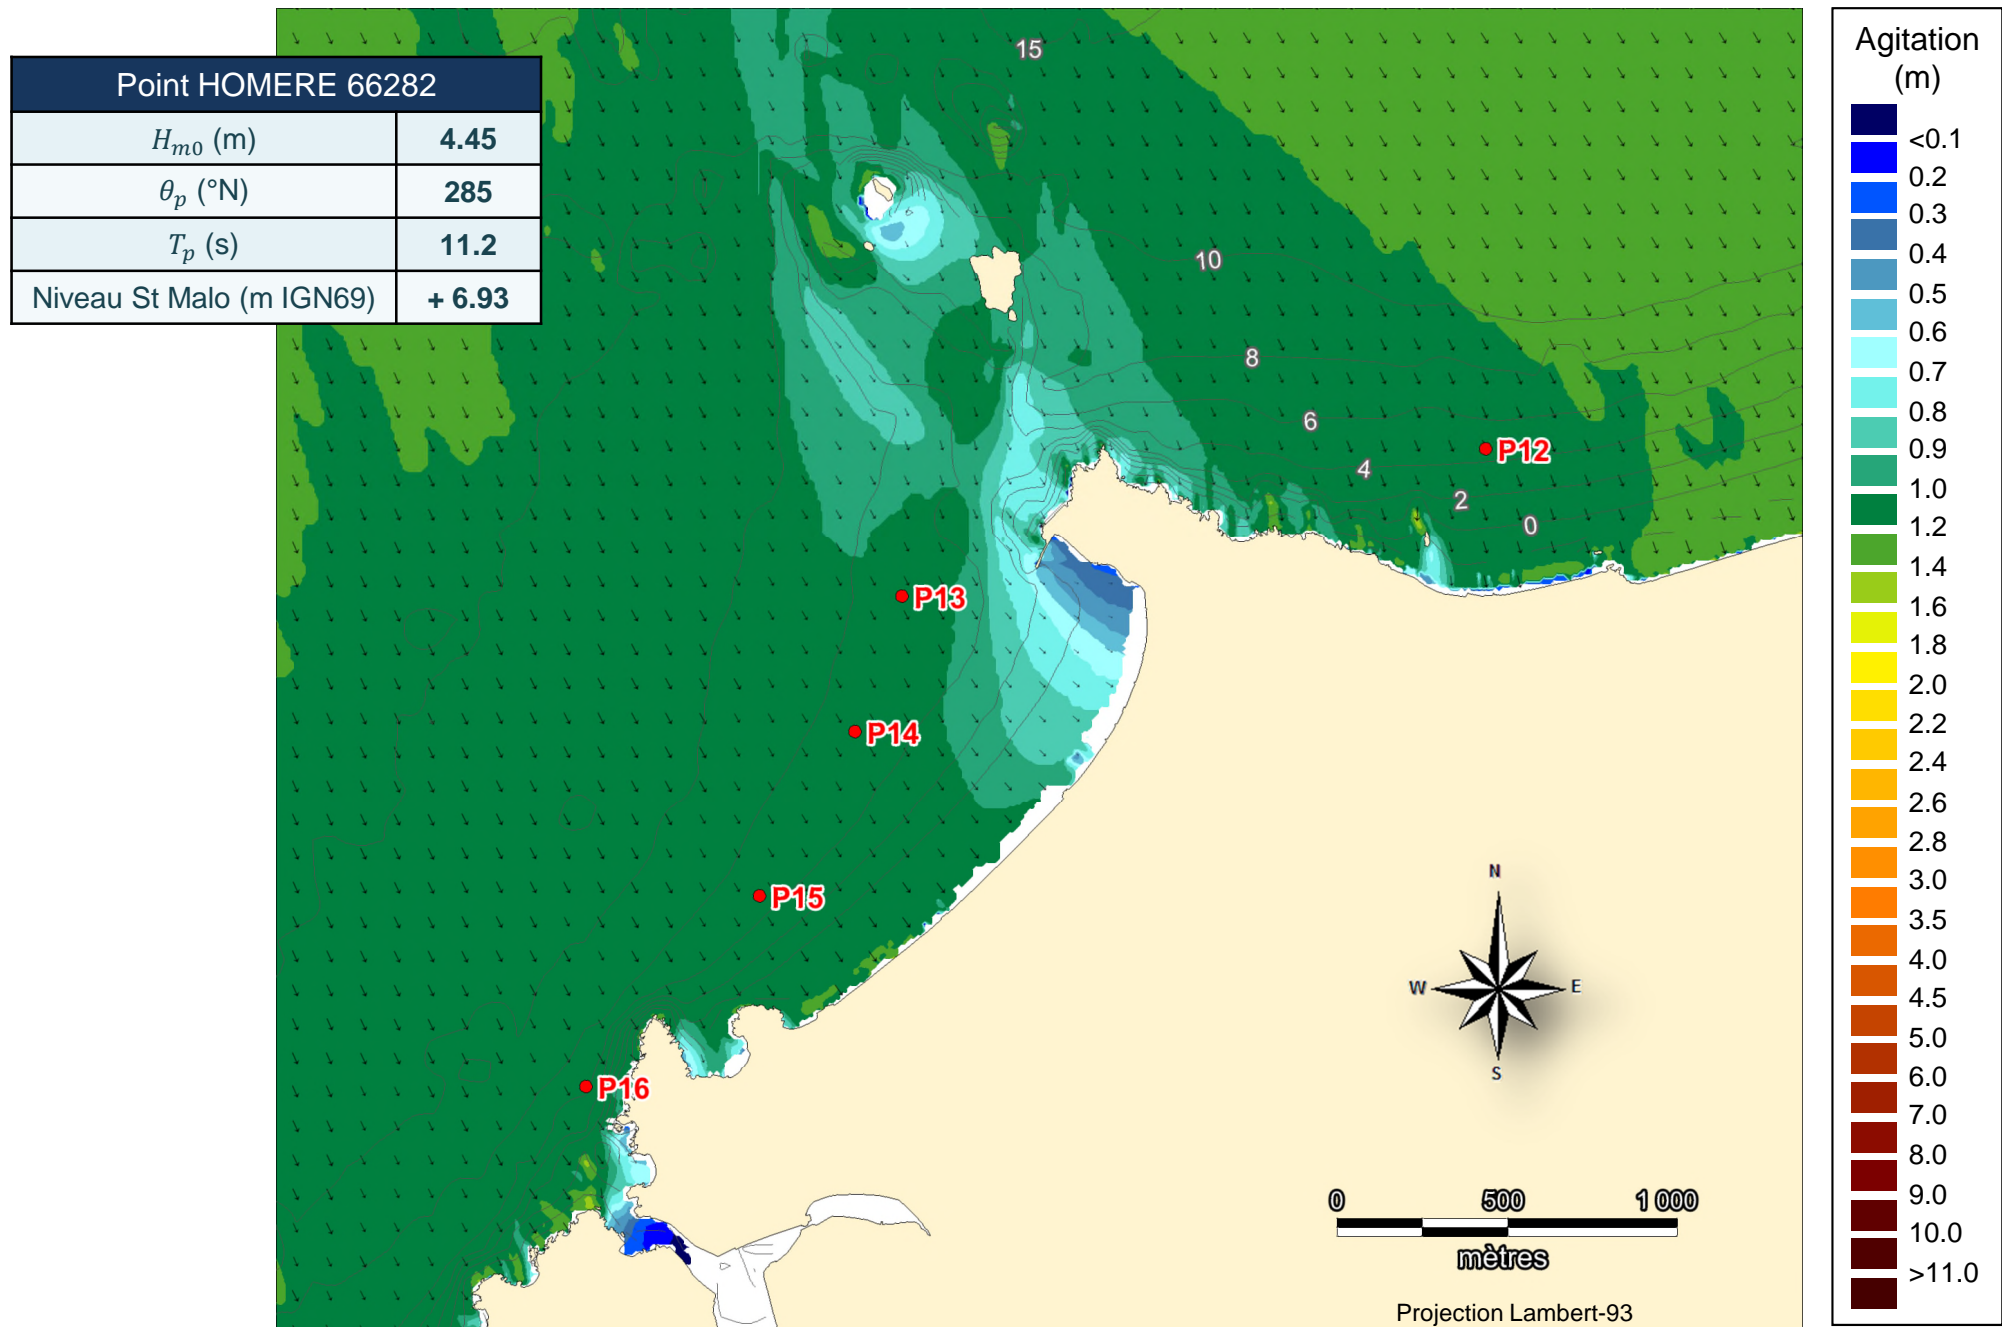 Point HOMERE 66282
H_{m0} (m) 4.45
θ_p (°N) 285
T_p (s) 11.2
Niveau St Malo (m IGN69) + 6.93
15
10
8
6
4
2
0
P12
P13
P14
P15
P16
N
W E
S
0 500 1 000
mètres
Projection Lambert-93
Agitation
(m)
<0.1
0.2
0.3
0.4
0.5
0.6
0.7
0.8
0.9
1.0
1.2
1.4
1.6
1.8
2.0
2.2
2.4
2.6
2.8
3.0
3.5
4.0
4.5
5.0
6.0
7.0
8.0
9.0
10.0
>11.0